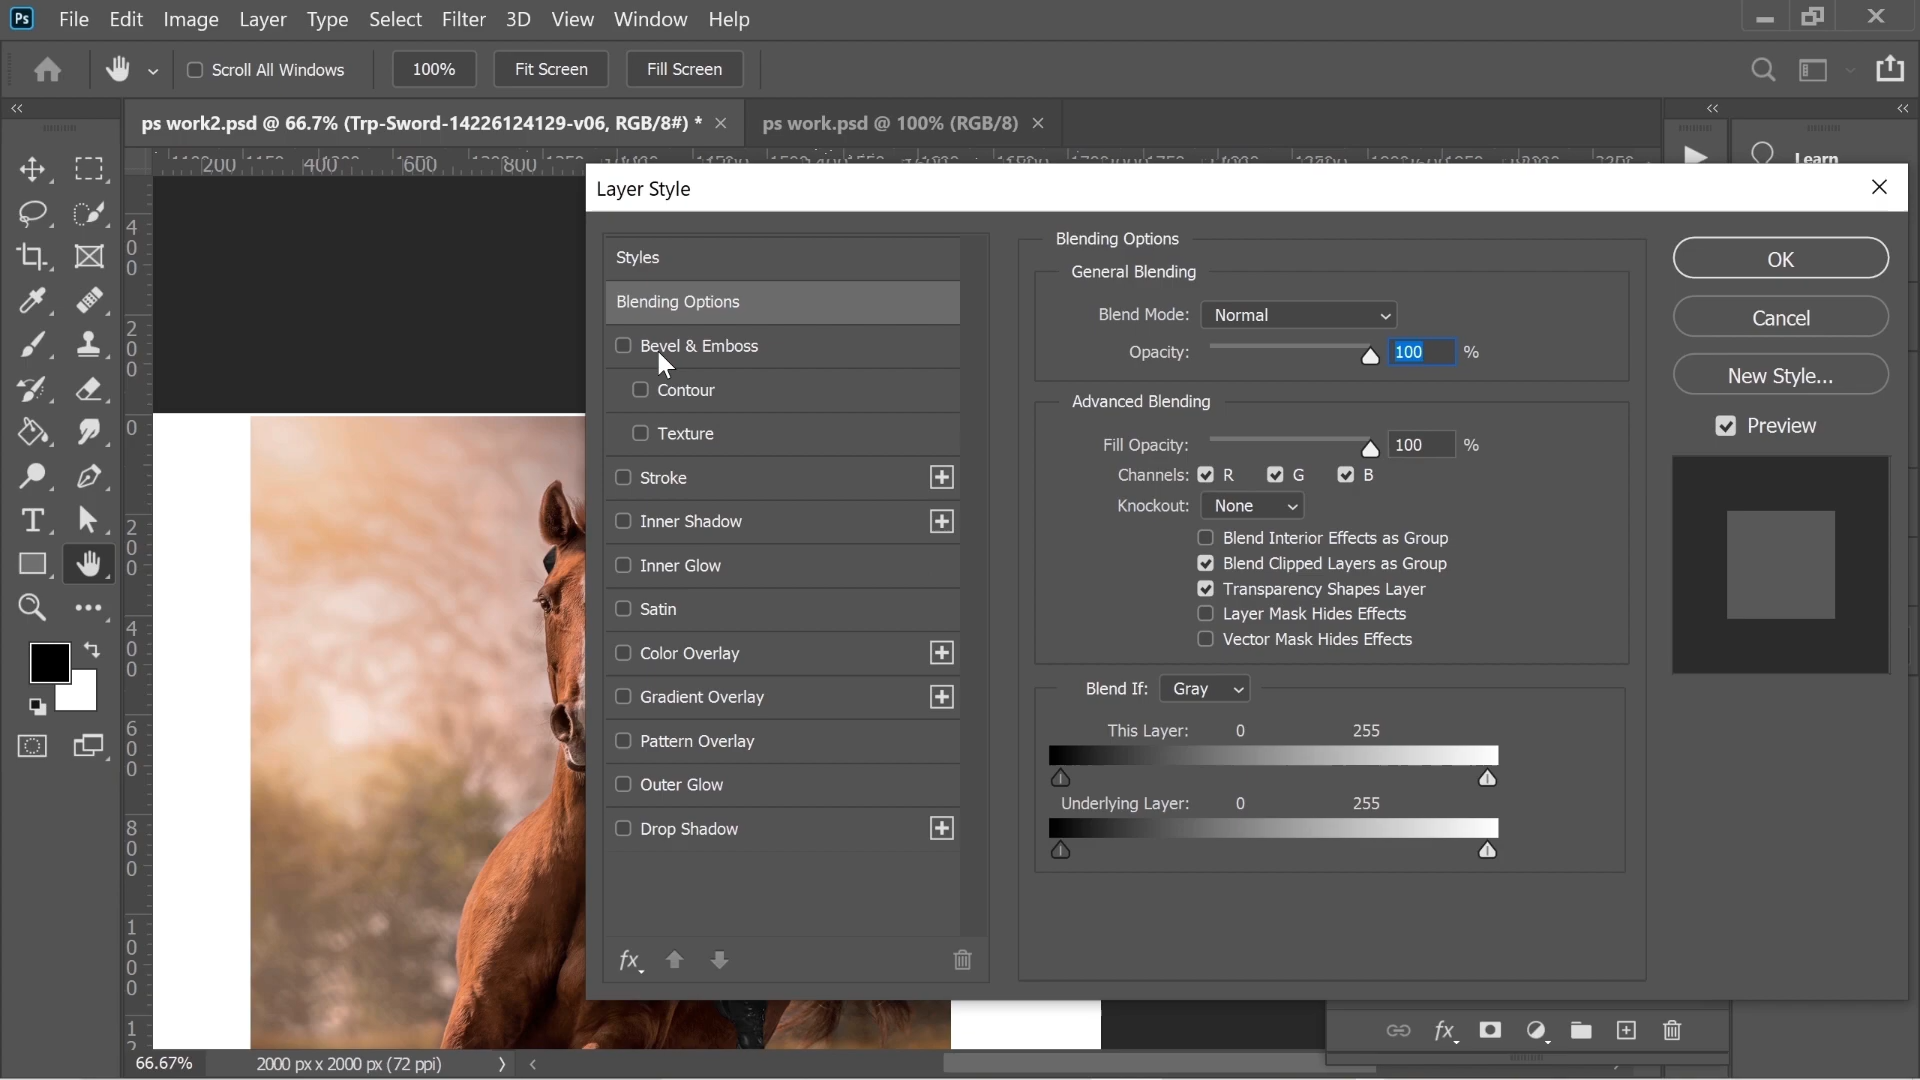 Ps File Edit Image Layer Type Select Filter 3D View Window Help
Scroll All Windows 100% Fit Screen Fill Screen
ps work2.psd @ 66.7% (Trp-Sword-14226124129-v06, RGB/8#) * ps work.psd @ 100% (RGB/8)
Learn
Layer Style
Styles
Blending Options
Bevel & Emboss
Contour
Texture
Stroke
Inner Shadow
Inner Glow
Satin
Color Overlay
Gradient Overlay
Pattern Overlay
Outer Glow
Drop Shadow
fx
Blending Options
General Blending
Blend Mode: Normal
Opacity: 100 %
Advanced Blending
Fill Opacity: 100 %
Channels: R G B
Knockout: None
Blend Interior Effects as Group
Blend Clipped Layers as Group
Transparency Shapes Layer
Layer Mask Hides Effects
Vector Mask Hides Effects
Blend If: Gray
This Layer: 0 255
Underlying Layer: 0 255
OK
Cancel
New Style...
Preview
fx
66.67% 2000 px x 2000 px (72 ppi)